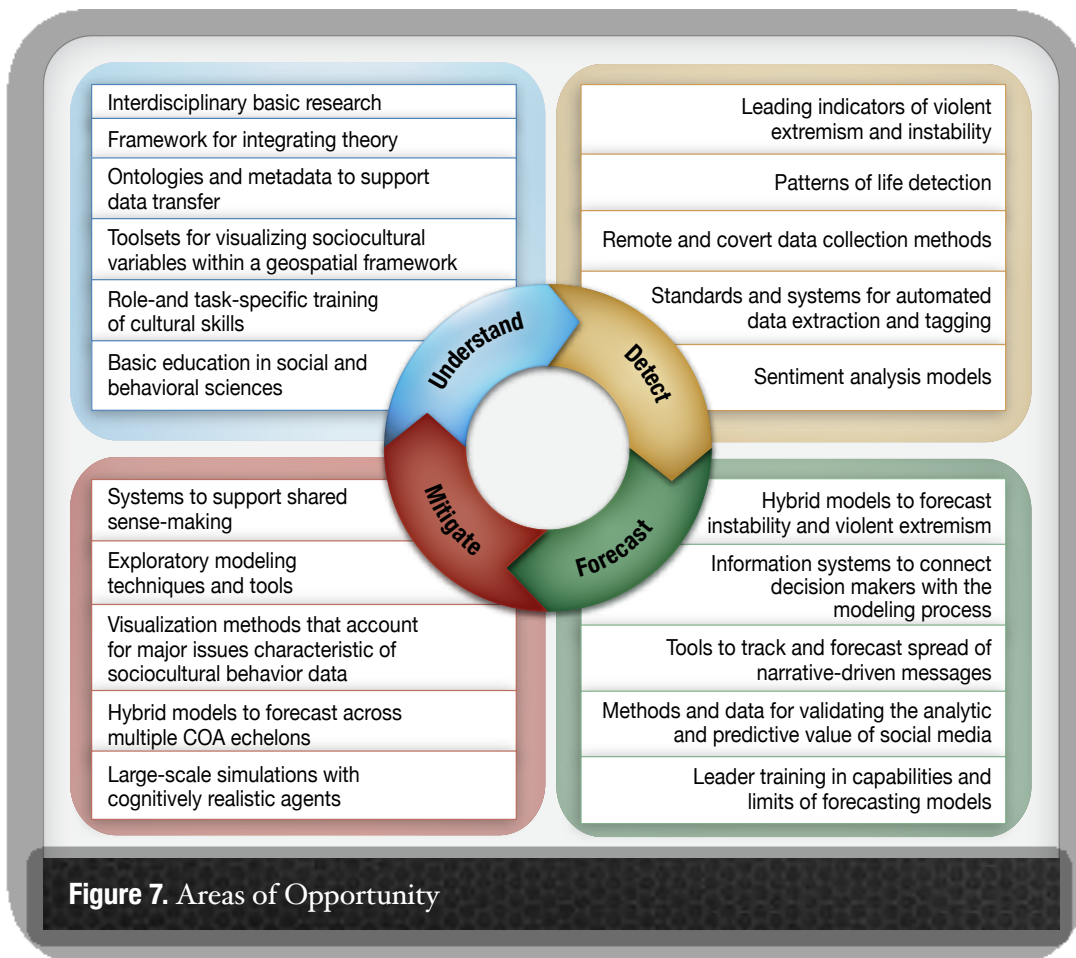 Interdisciplinary basic research
Framework for integrating theory
Ontologies and metadata to support
data transfer
Toolsets for visualizing sociocultural
variables within a geospatial framework
Role-and task-specific training
of cultural skills
Basic education in social and
behavioral sciences
Leading indicators of violent
extremism and instability
Patterns of life detection
Remote and covert data collection methods
Standards and systems for automated
data extraction and tagging
Sentiment analysis models
Understand
Detect
Mitigate
Forecast
Systems to support shared
sense-making
Exploratory modeling
techniques and tools
Visualization methods that account
for major issues characteristic of
sociocultural behavior data
Hybrid models to forecast across
multiple COA echelons
Large-scale simulations with
cognitively realistic agents
Hybrid models to forecast
instability and violent extremism
Information systems to connect
decision makers with the
modeling process
Tools to track and forecast spread of
narrative-driven messages
Methods and data for validating the analytic
and predictive value of social media
Leader training in capabilities and
limits of forecasting models
Figure 7. Areas of Opportunity